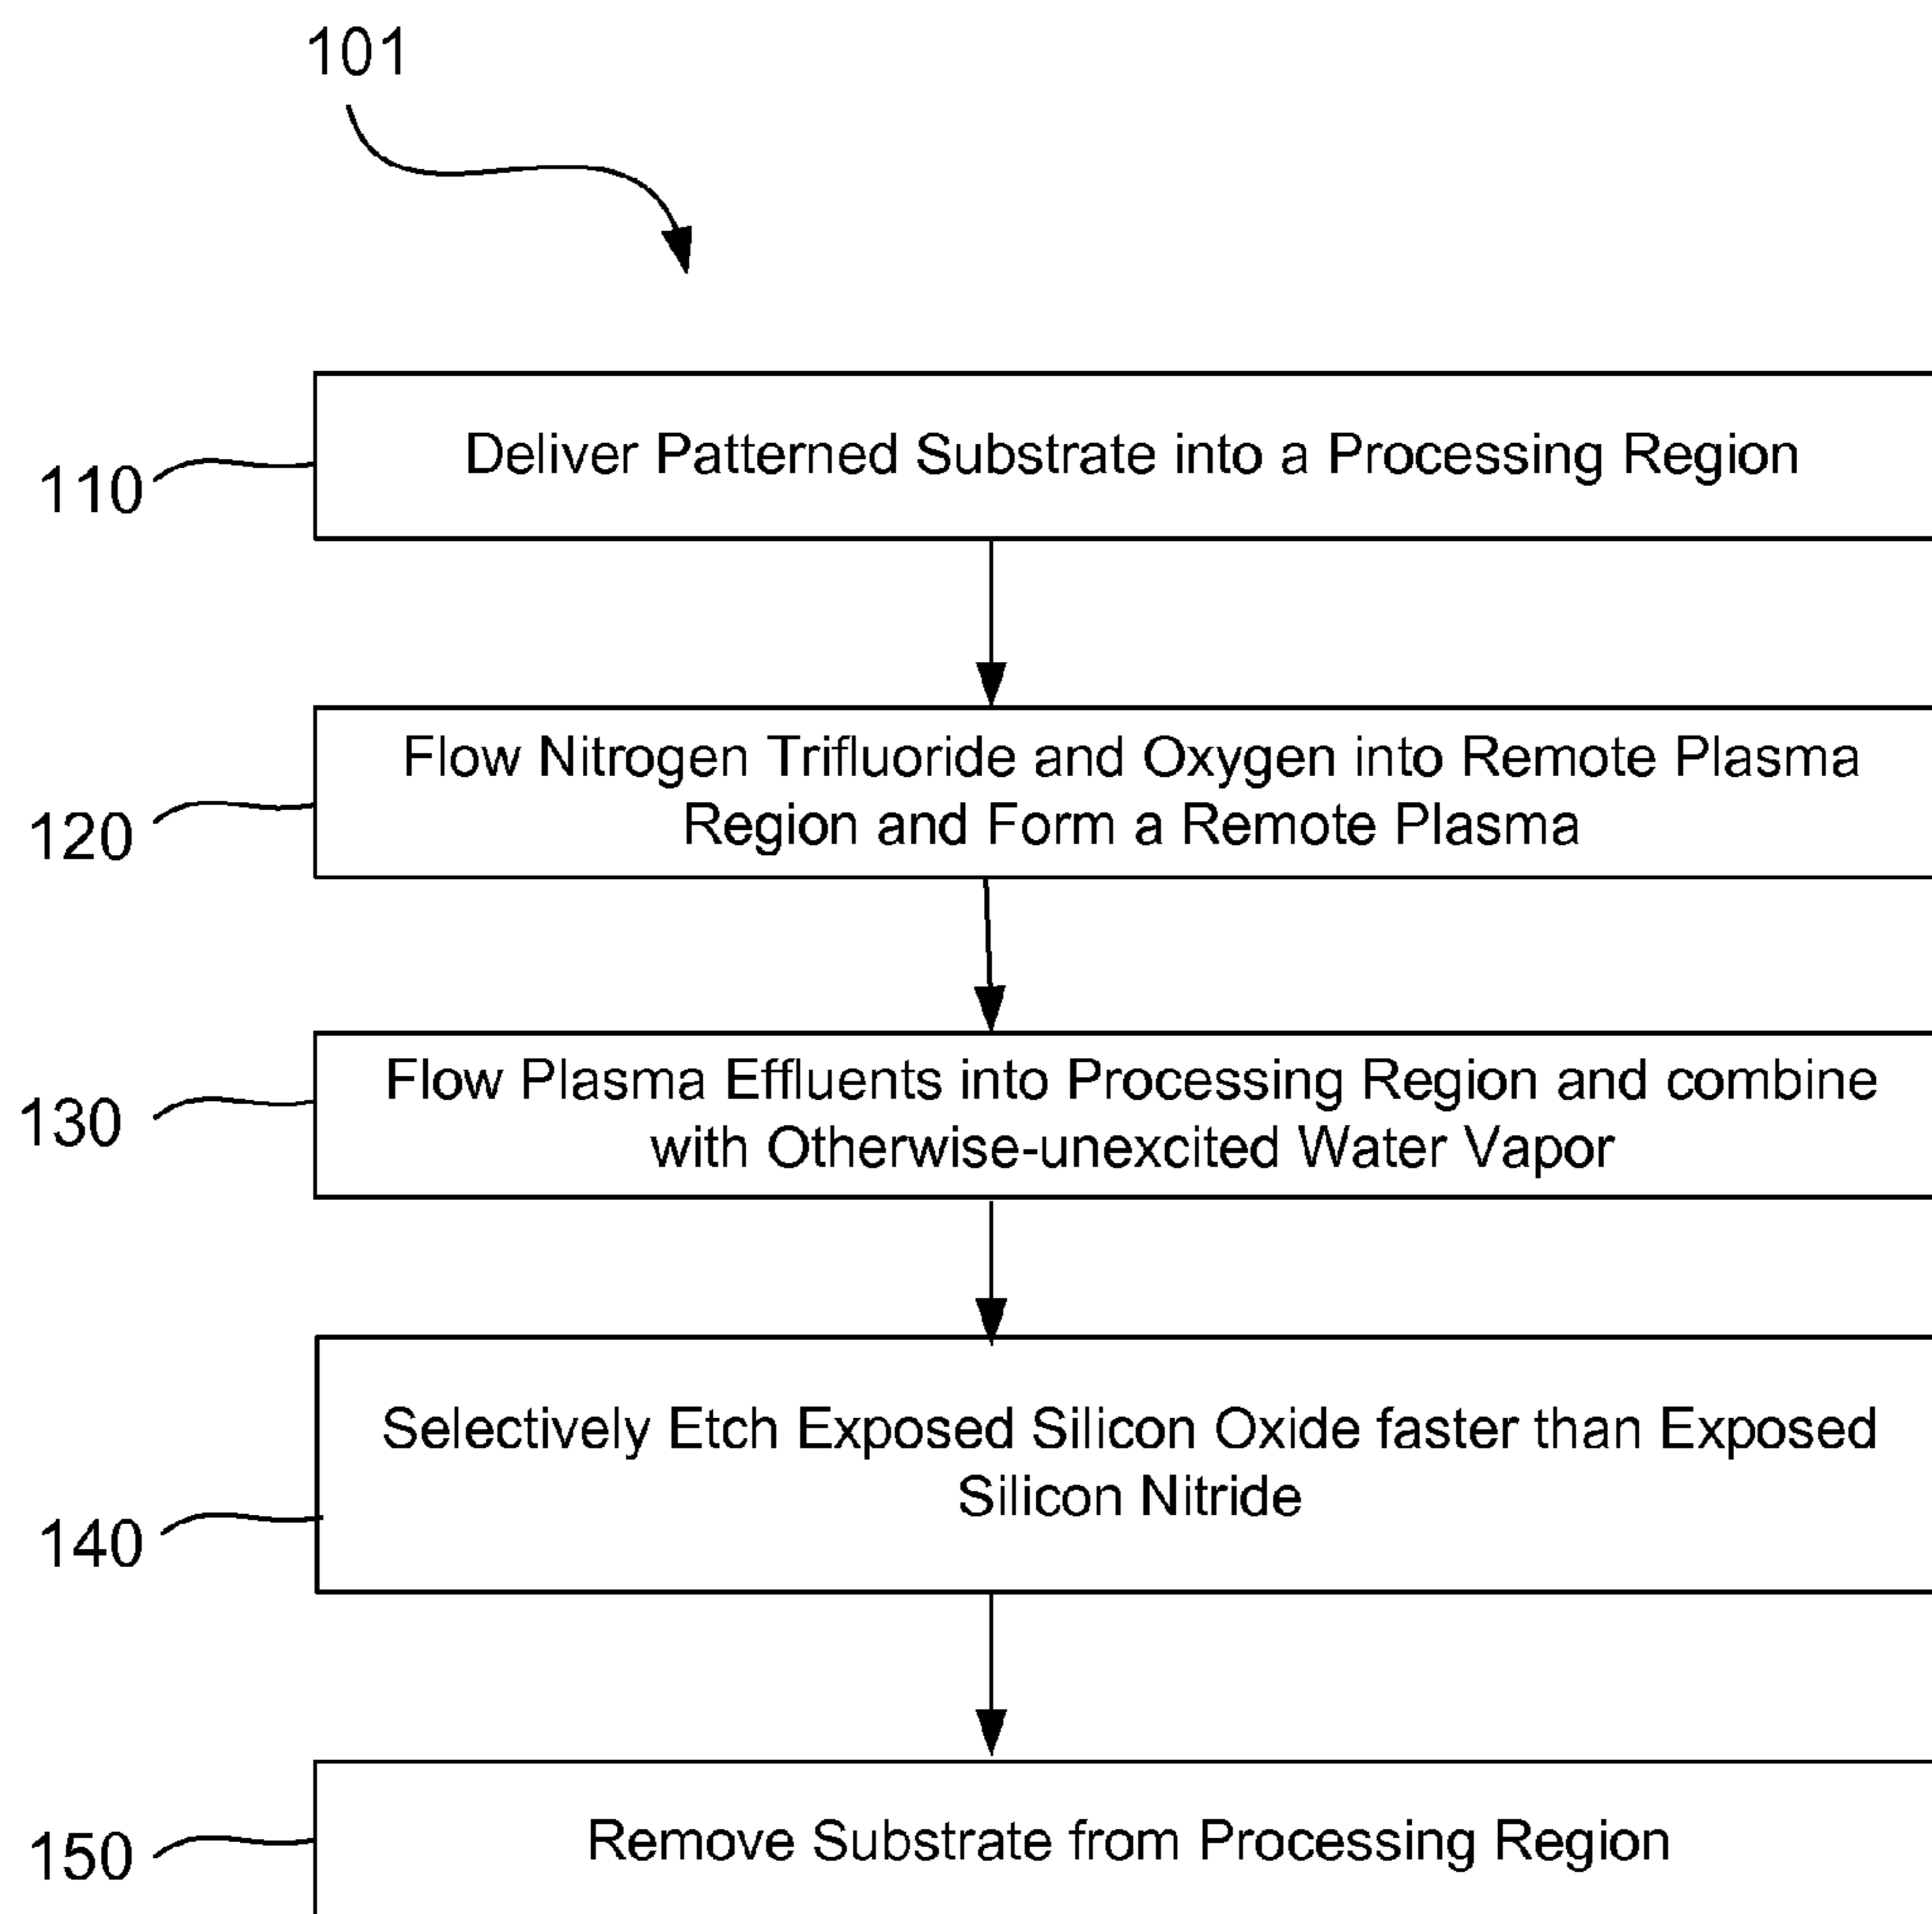 101
110
Deliver Patterned Substrate into a Processing Region
120
Flow Nitrogen Trifluoride and Oxygen into Remote Plasma
Region and Form a Remote Plasma
130
Flow Plasma Effluents into Processing Region and combine
with Otherwise-unexcited Water Vapor
140
Selectively Etch Exposed Silicon Oxide faster than Exposed
Silicon Nitride
150
Remove Substrate from Processing Region